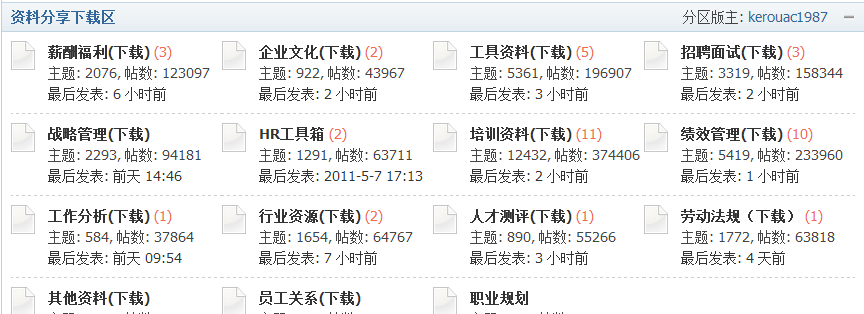 资料分享下载区 分区版主: kerouac1987
薪酬福利(下载) (3)
主题: 2076, 帖数: 123097
最后发表: 6 小时前
企业文化(下载) (2)
主题: 922, 帖数: 43967
最后发表: 2 小时前
工具资料(下载) (5)
主题: 5361, 帖数: 196907
最后发表: 3 小时前
招聘面试(下载) (3)
主题: 3319, 帖数: 158344
最后发表: 2 小时前
战略管理(下载)
主题: 2293, 帖数: 94181
最后发表: 前天 14:46
HR工具箱 (2)
主题: 1291, 帖数: 63711
最后发表: 2011-5-7 17:13
培训资料(下载) (11)
主题: 12432, 帖数: 374406
最后发表: 2 小时前
绩效管理(下载) (10)
主题: 5419, 帖数: 233960
最后发表: 1 小时前
工作分析(下载) (1)
主题: 584, 帖数: 37864
最后发表: 前天 09:54
行业资源(下载) (2)
主题: 1654, 帖数: 64767
最后发表: 7 小时前
人才测评(下载) (1)
主题: 890, 帖数: 55266
最后发表: 3 小时前
劳动法规（下载） (1)
主题: 1772, 帖数: 63818
最后发表: 4 天前
其他资料(下载)
员工关系(下载)
职业规划